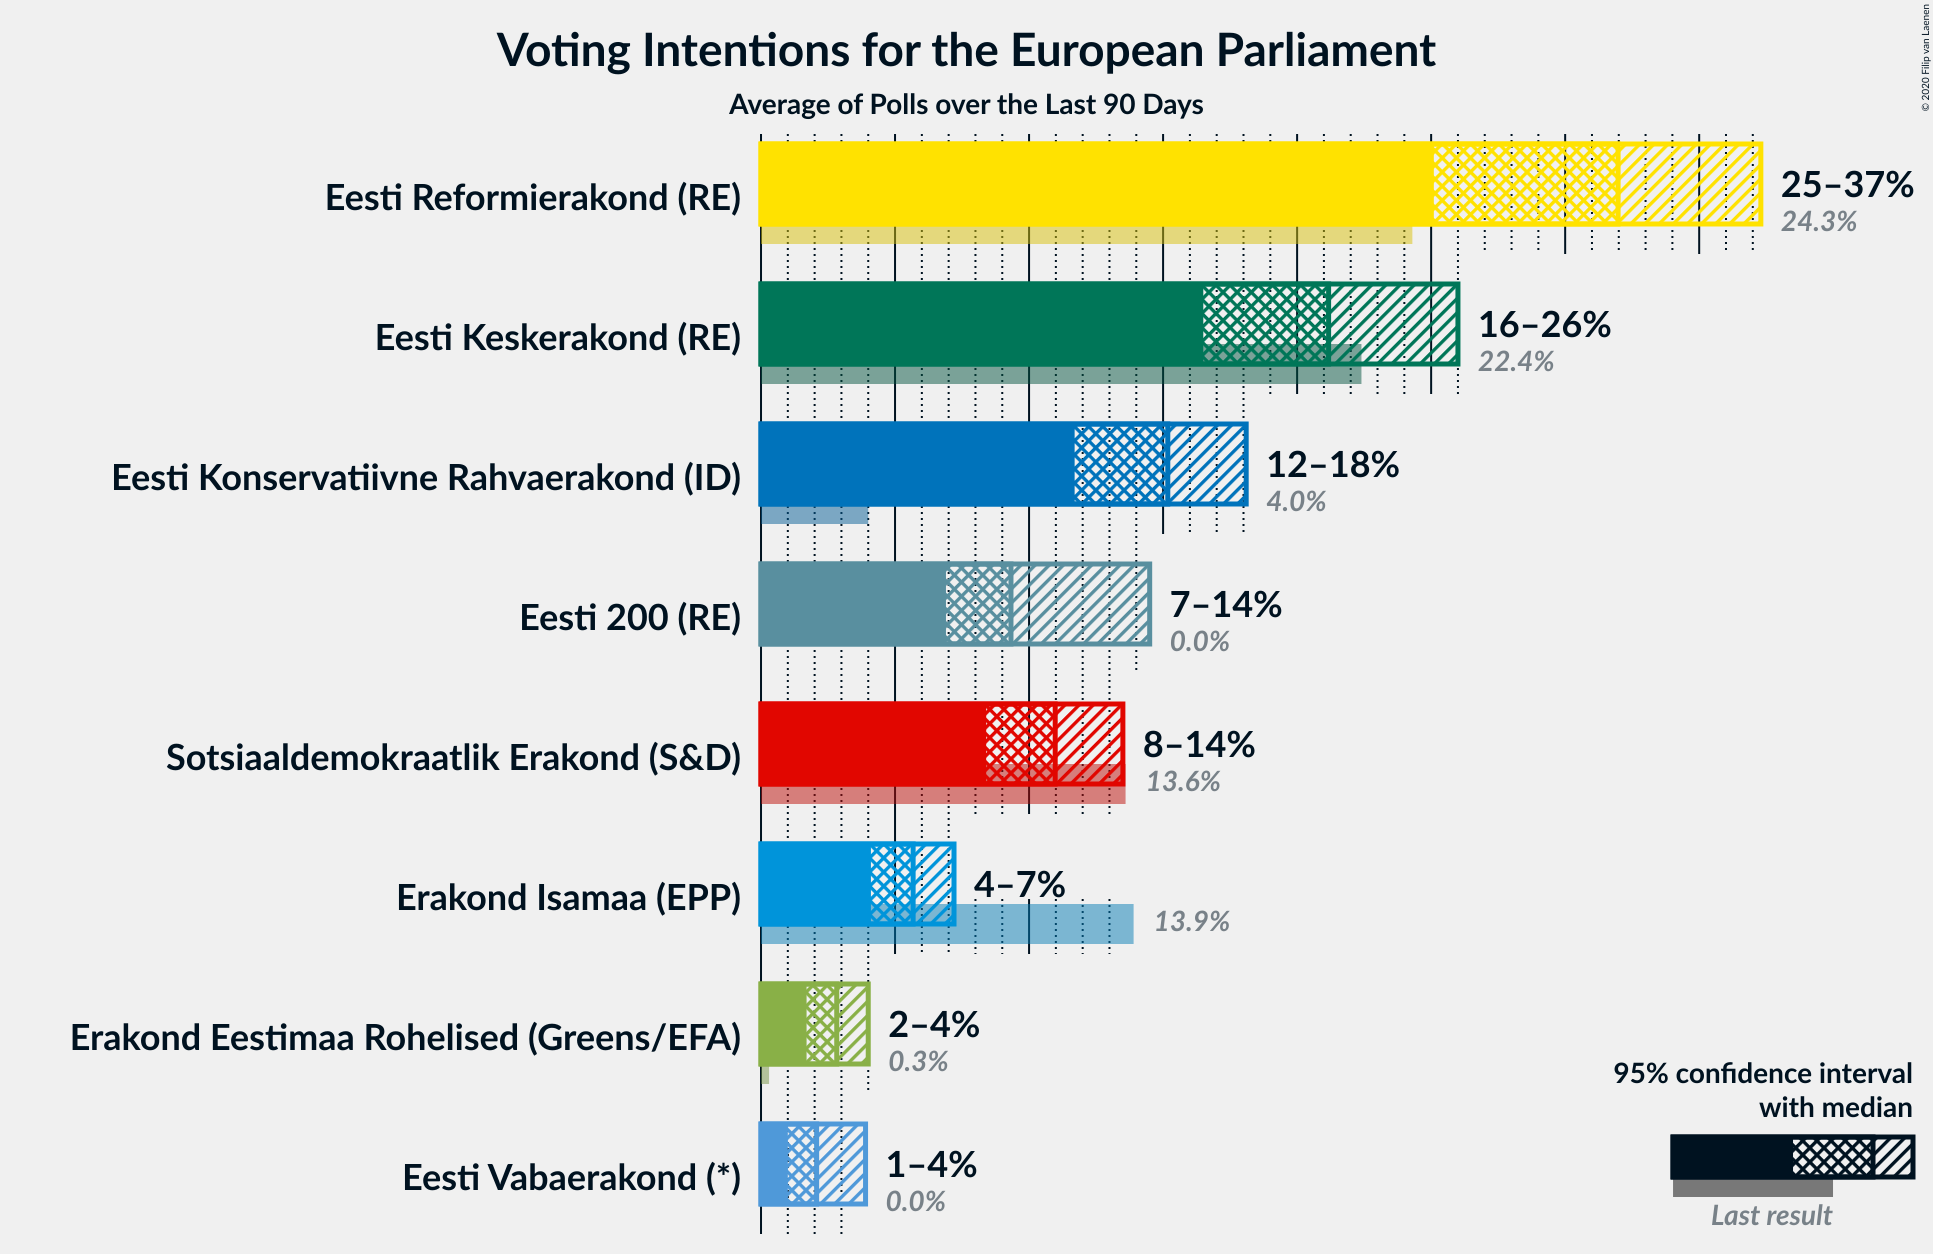 Voting Intentions for the European Parliament
Average of Polls over the Last 90 Days
© 2020 Filip van Laenen
Eesti Reformierakond (RE)
25–37%
24.3%
Eesti Keskerakond (RE)
16–26%
22.4%
Eesti Konservatiivne Rahvaerakond (ID)
12–18%
4.0%
Eesti 200 (RE)
7–14%
0.0%
Sotsiaaldemokraatlik Erakond (S&D)
8–14%
13.6%
Erakond Isamaa (EPP)
4–7%
13.9%
Erakond Eestimaa Rohelised (Greens/EFA)
2–4%
0.3%
Eesti Vabaerakond (*)
1–4%
0.0%
95% confidence interval
with median
Last result